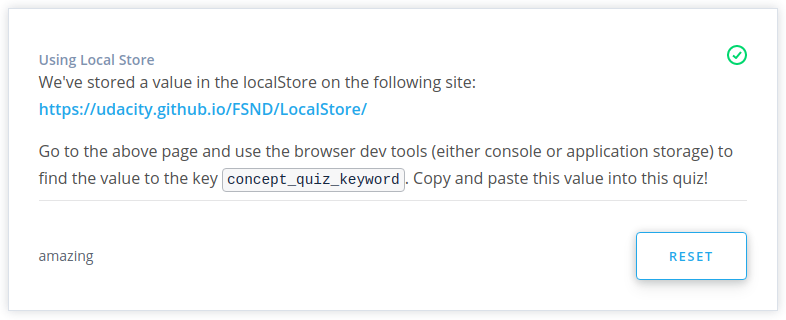 Using Local Store
We've stored a value in the localStore on the following site:
https://udacity.github.io/FSND/LocalStore/
Go to the above page and use the browser dev tools (either console or application storage) to
find the value to the key concept_quiz_keyword. Copy and paste this value into this quiz!
amazing
RESET